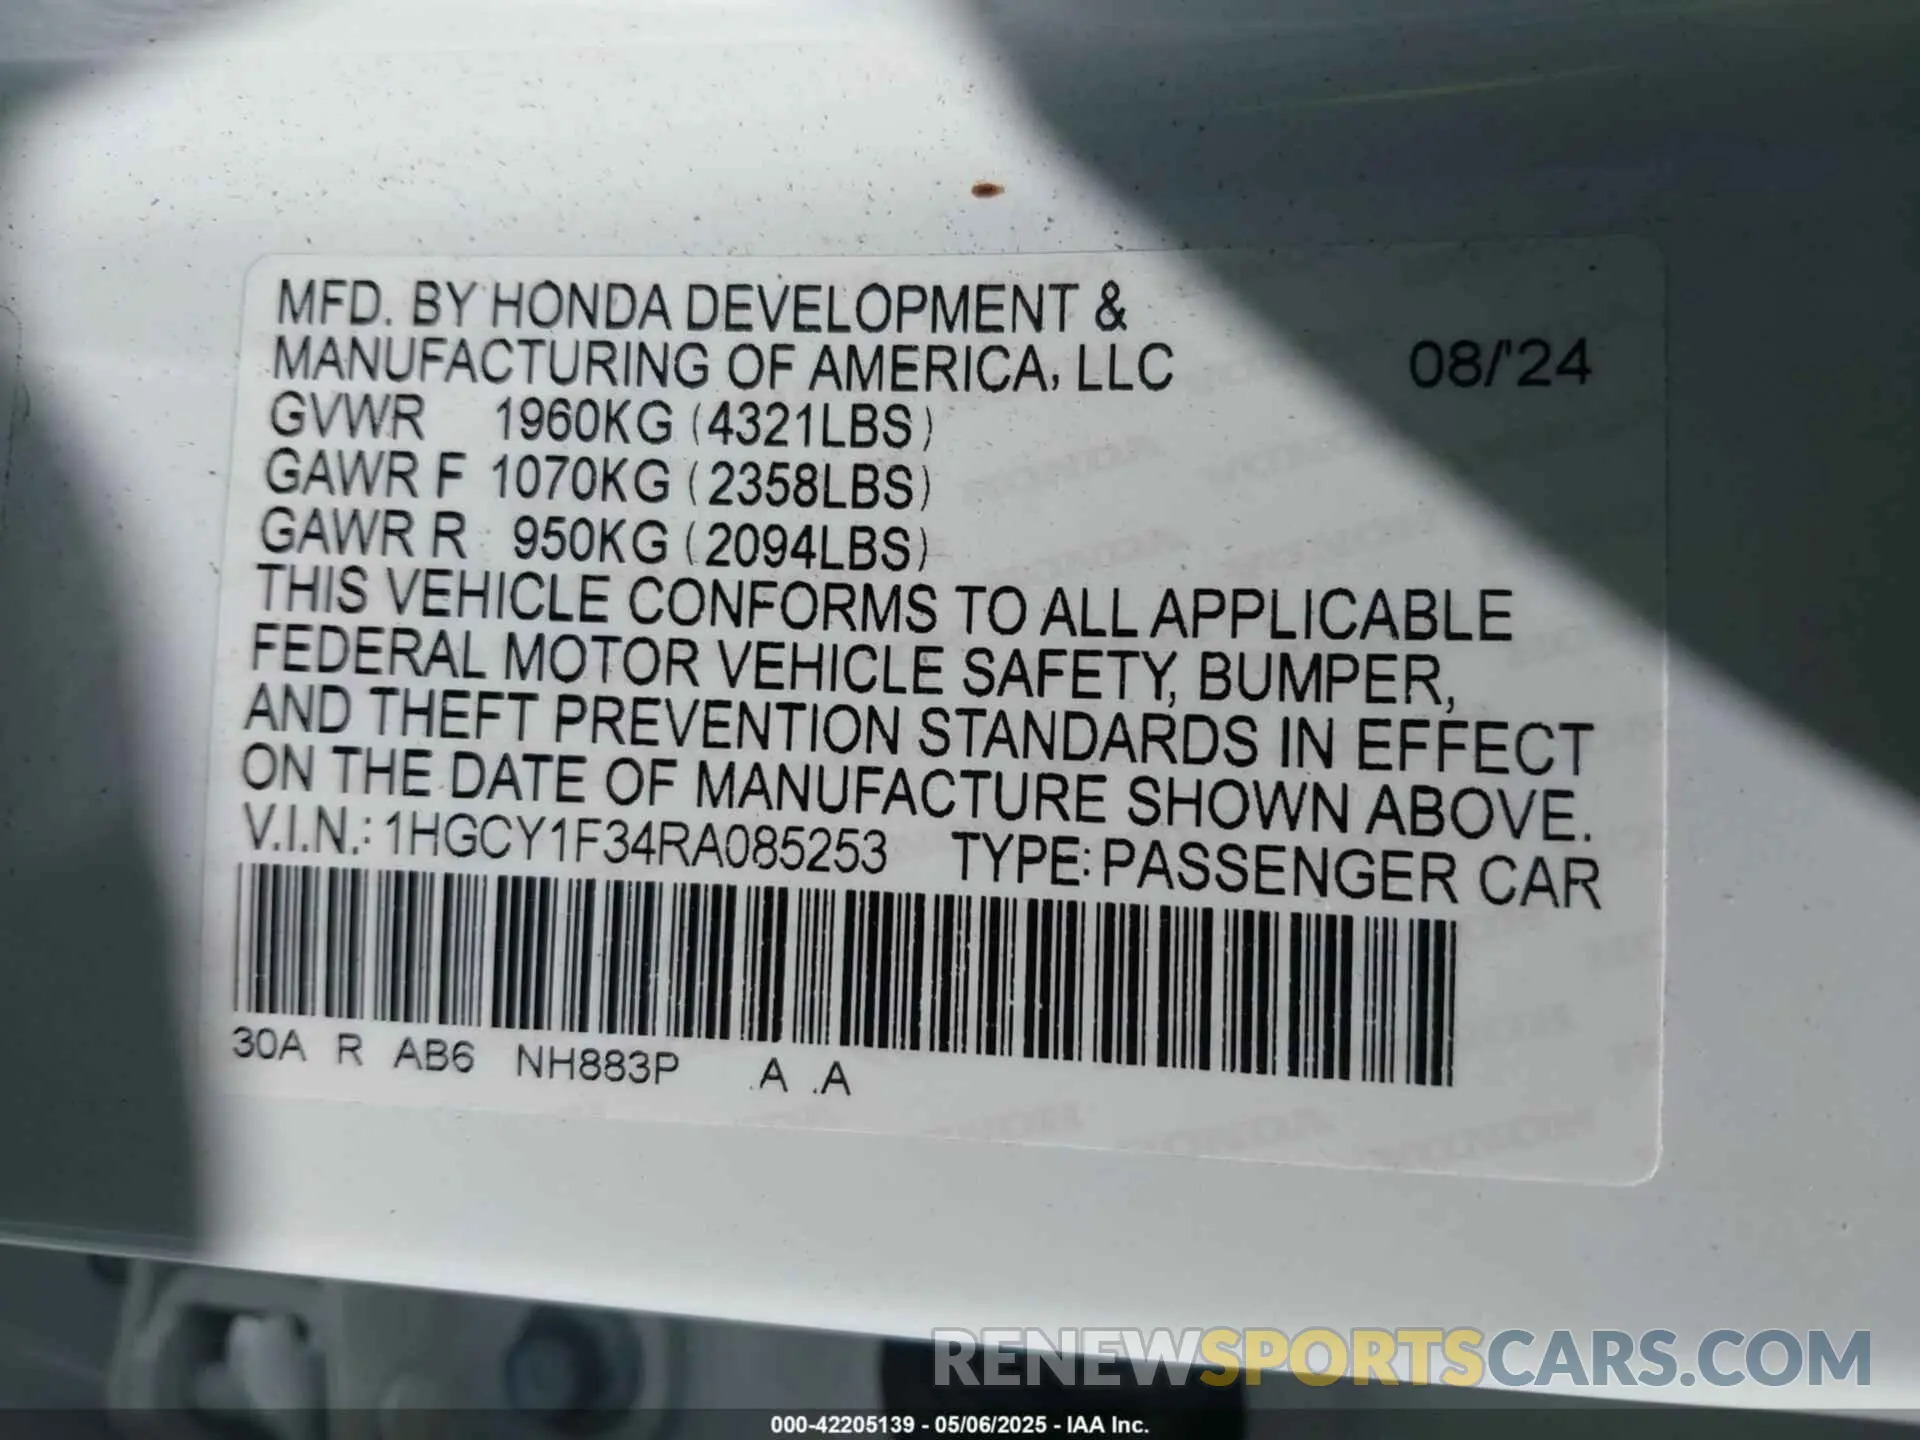 MFD. BY HONDA DEVELOPMENT &
MANUFACTURING OF AMERICA, LLC 08/'24
GVWR 1960KG (4321LBS)
GAWR F 1070KG (2358LBS)
GAWR R 950KG (2094LBS)
THIS VEHICLE CONFORMS TO ALL APPLICABLE
FEDERAL MOTOR VEHICLE SAFETY, BUMPER,
AND THEFT PREVENTION STANDARDS IN EFFECT
ON THE DATE OF MANUFACTURE SHOWN ABOVE.
V.I.N.: 1HGCY1F34RA085253 TYPE: PASSENGER CAR
30A R AB6 NH883P .A .A
RENEWSPORTSCARS.COM
000-42205139 - 05/06/2025 - IAA Inc.